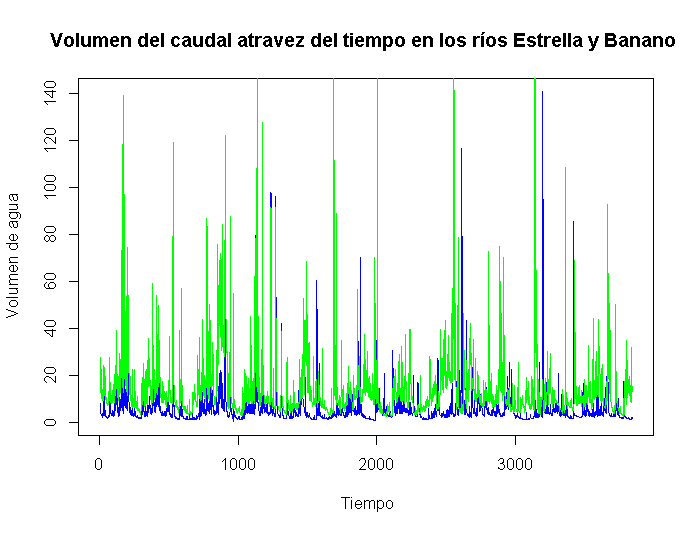 Volumen del caudal atravez del tiempo en los ríos Estrella y Banano
Volumen de agua
140
120
100
80
60
40
20
0
0 1000 2000 3000
Tiempo